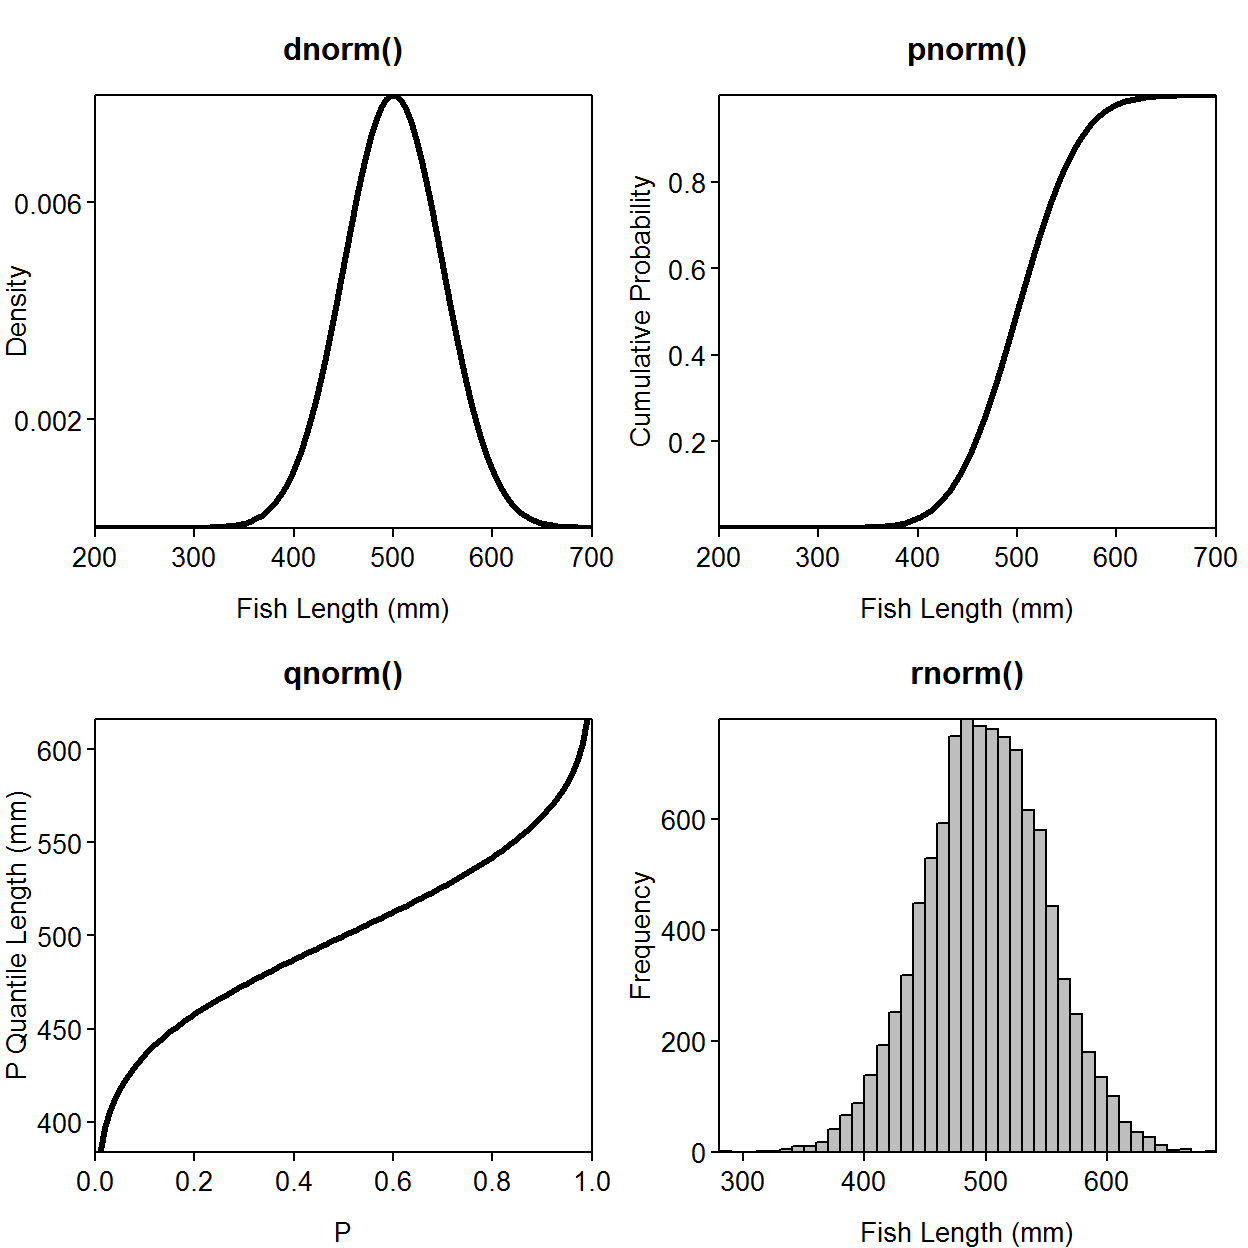 dnorm()
Density
0.006
0.002
200 300 400 500 600 700
Fish Length (mm)
pnorm()
Cumulative Probability
0.8
0.6
0.4
0.2
200 300 400 500 600 700
Fish Length (mm)
qnorm()
P Quantile Length (mm)
600
550
500
450
400
0.0 0.2 0.4 0.6 0.8 1.0
P
rnorm()
Frequency
600
400
200
0
300 400 500 600
Fish Length (mm)